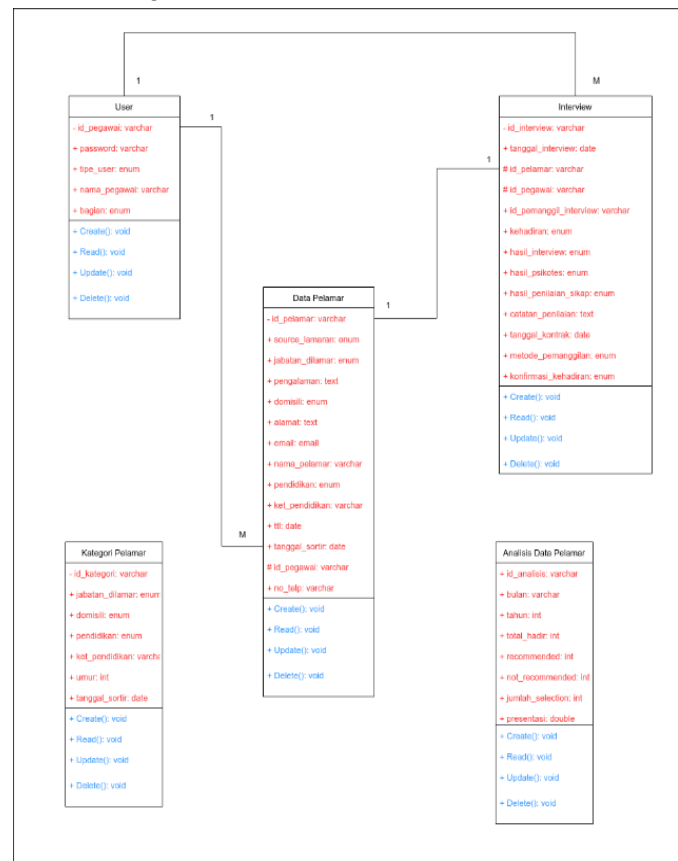 1
M
User
- id_pegawai: varchar
+ password: varchar
+ tipe_user: enum
+ nama_pegawai: varchar
+ bagian: enum
+ Create(): void
+ Read(): void
+ Update(): void
+ Delete(): void
1
Interview
- id_interview: varchar
+ tanggal_interview: date
# id_pelamar: varchar
# id_pegawai: varchar
+ id_pemanggil_interview: varchar
+ kehadiran: enum
+ hasil_interview: enum
+ hasil_psikotes: enum
+ hasil_penilaian_sikap: enum
+ catatan_penilaian: text
+ tanggal_kontrak: date
+ metode_pemanggilan: enum
+ konfirmasi_kehadiran: enum
+ Create(): void
+ Read(): void
+ Update(): void
+ Delete(): void
1
1
Data Pelamar
- id_pelamar: varchar
+ source_lamaran: enum
+ jabatan_dilamar: enum
+ pengalaman: text
+ domisili: enum
+ alamat: text
+ email: email
+ nama_pelamar: varchar
+ pendidikan: enum
+ ket_pendidikan: varchar
+ ttl: date
+ tanggal_sortir: date
# id_pegawai: varchar
+ no_telp: varchar
+ Create(): void
+ Read(): void
+ Update(): void
+ Delete(): void
M
Kategori Pelamar
- id_kategori: varchar
+ jabatan_dilamar: enum
+ domisili: enum
+ pendidikan: enum
+ ket_pendidikan: varcha
+ umur: int
+ tanggal_sortir: date
+ Create(): void
+ Read(): void
+ Update(): void
+ Delete(): void
Analisis Data Pelamar
+ id_analisis: varchar
+ bulan: varchar
+ tahun: int
+ total_hadir: int
+ recommended: int
+ not_recommended: int
+ jumlah_selection: int
+ presentasi: double
+ Create(): void
+ Read(): void
+ Update(): void
+ Delete(): void